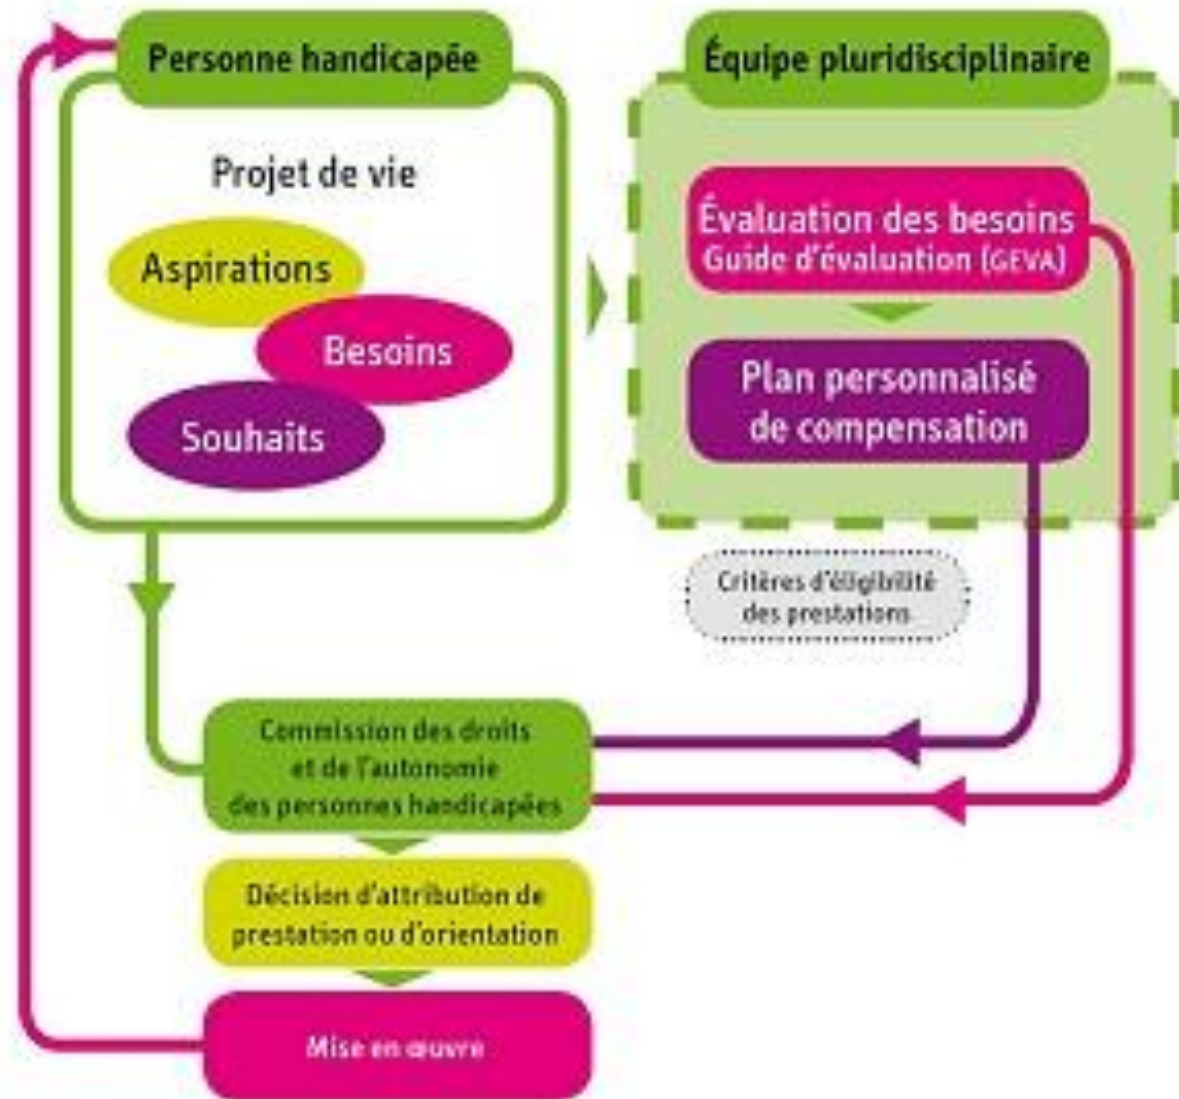 Personne handicapée
Projet de vie
Aspirations
Besoins
Souhaits
Équipe pluridisciplinaire
Évaluation des besoins
Guide d'évaluation (GEVA)
Plan personnalisé
de compensation
Critères d'éligibilité
des prestations
Commission des droits
et de l'autonomie
des personnes handicapées
Décision d'attribution de
prestation ou d'orientation
Mise en œuvre